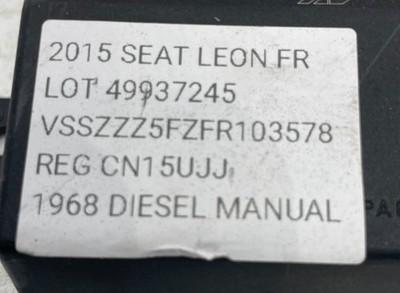 2015 SEAT LEON FR
LOT 49937245
VSSZZZ5FZFR103578
REG CN15UJJ
1968 DIESEL MANUAL